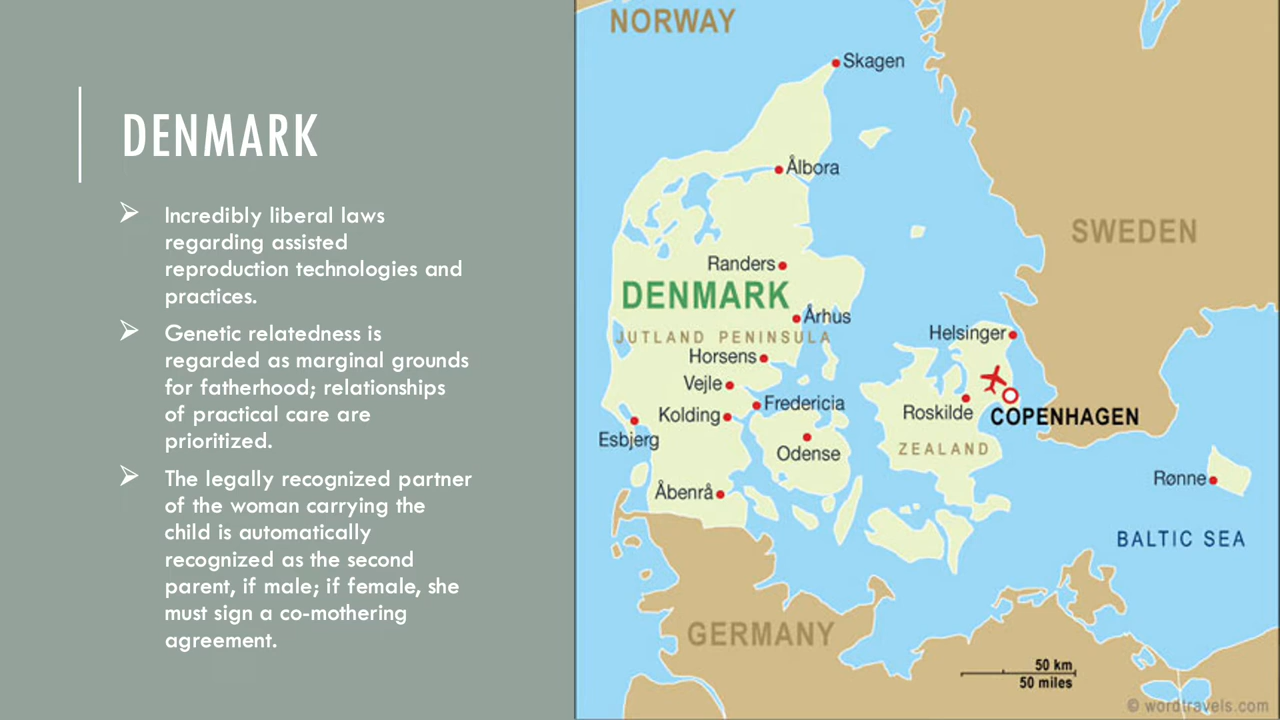 DENMARK
Incredibly liberal laws
regarding assisted
reproduction technologies and
practices.
Genetic relatedness is
regarded as marginal grounds
for fatherhood; relationships
of practical care are
prioritized.
The legally recognized partner
of the woman carrying the
child is automatically
recognized as the second
parent, if male; if female, she
must sign a co-mothering
agreement.
NORWAY
Skagen
Ålbora
SWEDEN
Randers
DENMARK
Århus
JUTLAND PENINSULA
Helsinger
Horsens
Vejle
Fredericia
Kolding
Roskilde
COPENHAGEN
Esbjerg
Odense
ZEALAND
Rønne
Åbenrå
BALTIC SEA
GERMANY
50 km
50 miles
© wordtravels.com